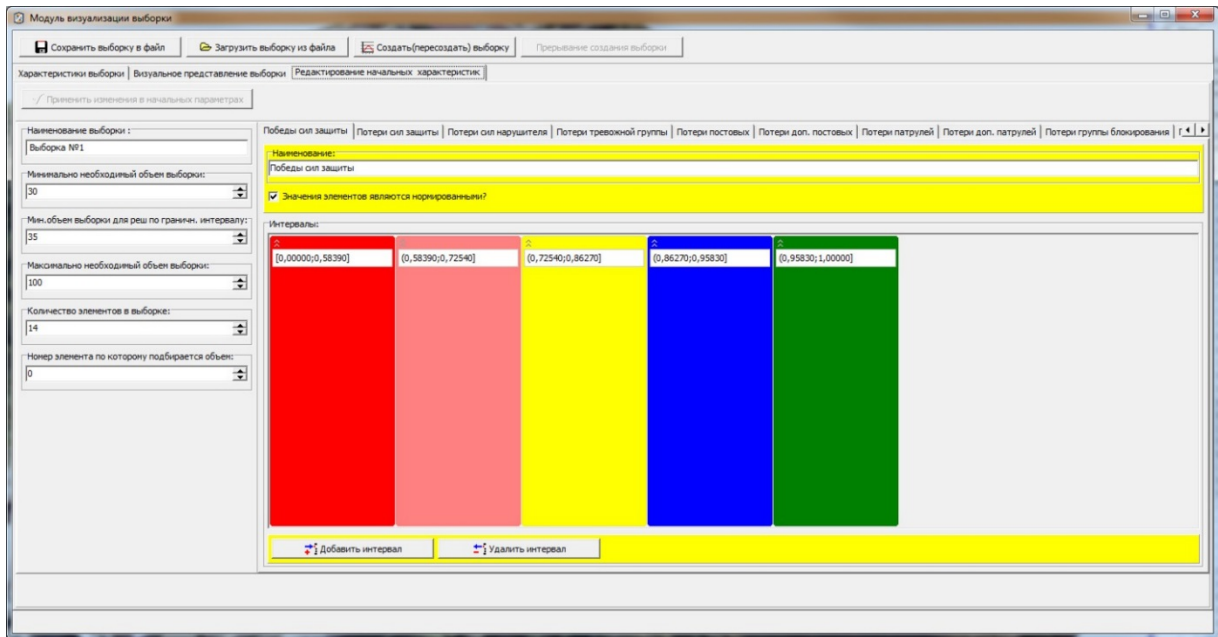 Модуль визуализации выборки
Сохранить выборку в файл Загрузить выборку из файла Создать(пересоздать) выборку Прерывание создания выборки
Характеристики выборки Визуальное представление выборки Редактирование начальных характеристик
Применить изменения в начальных параметрах
Наименование выборки :
Выборка №1
Минимально необходимый объем выборки:
30
Мин.объем выборки для реш по граничн. интервалу:
35
Максимально необходимый объем выборки:
100
Количество элементов в выборке:
14
Номер элемента по которому подбирается объем:
0
Победы сил защиты Потери сил защиты Потери сил нарушителя Потери тревожной группы Потери постовых Потери доп. постовых Потери патрулей Потери доп. патрулей Потери группы блокирования
Наименование:
Победы сил защиты
Значения элементов являются нормированными?
Интервалы:
[0,00000;0,58390] (0,58390;0,72540] (0,72540;0,86270] (0,86270;0,95830] (0,95830;1,00000]
Добавить интервал Удалить интервал